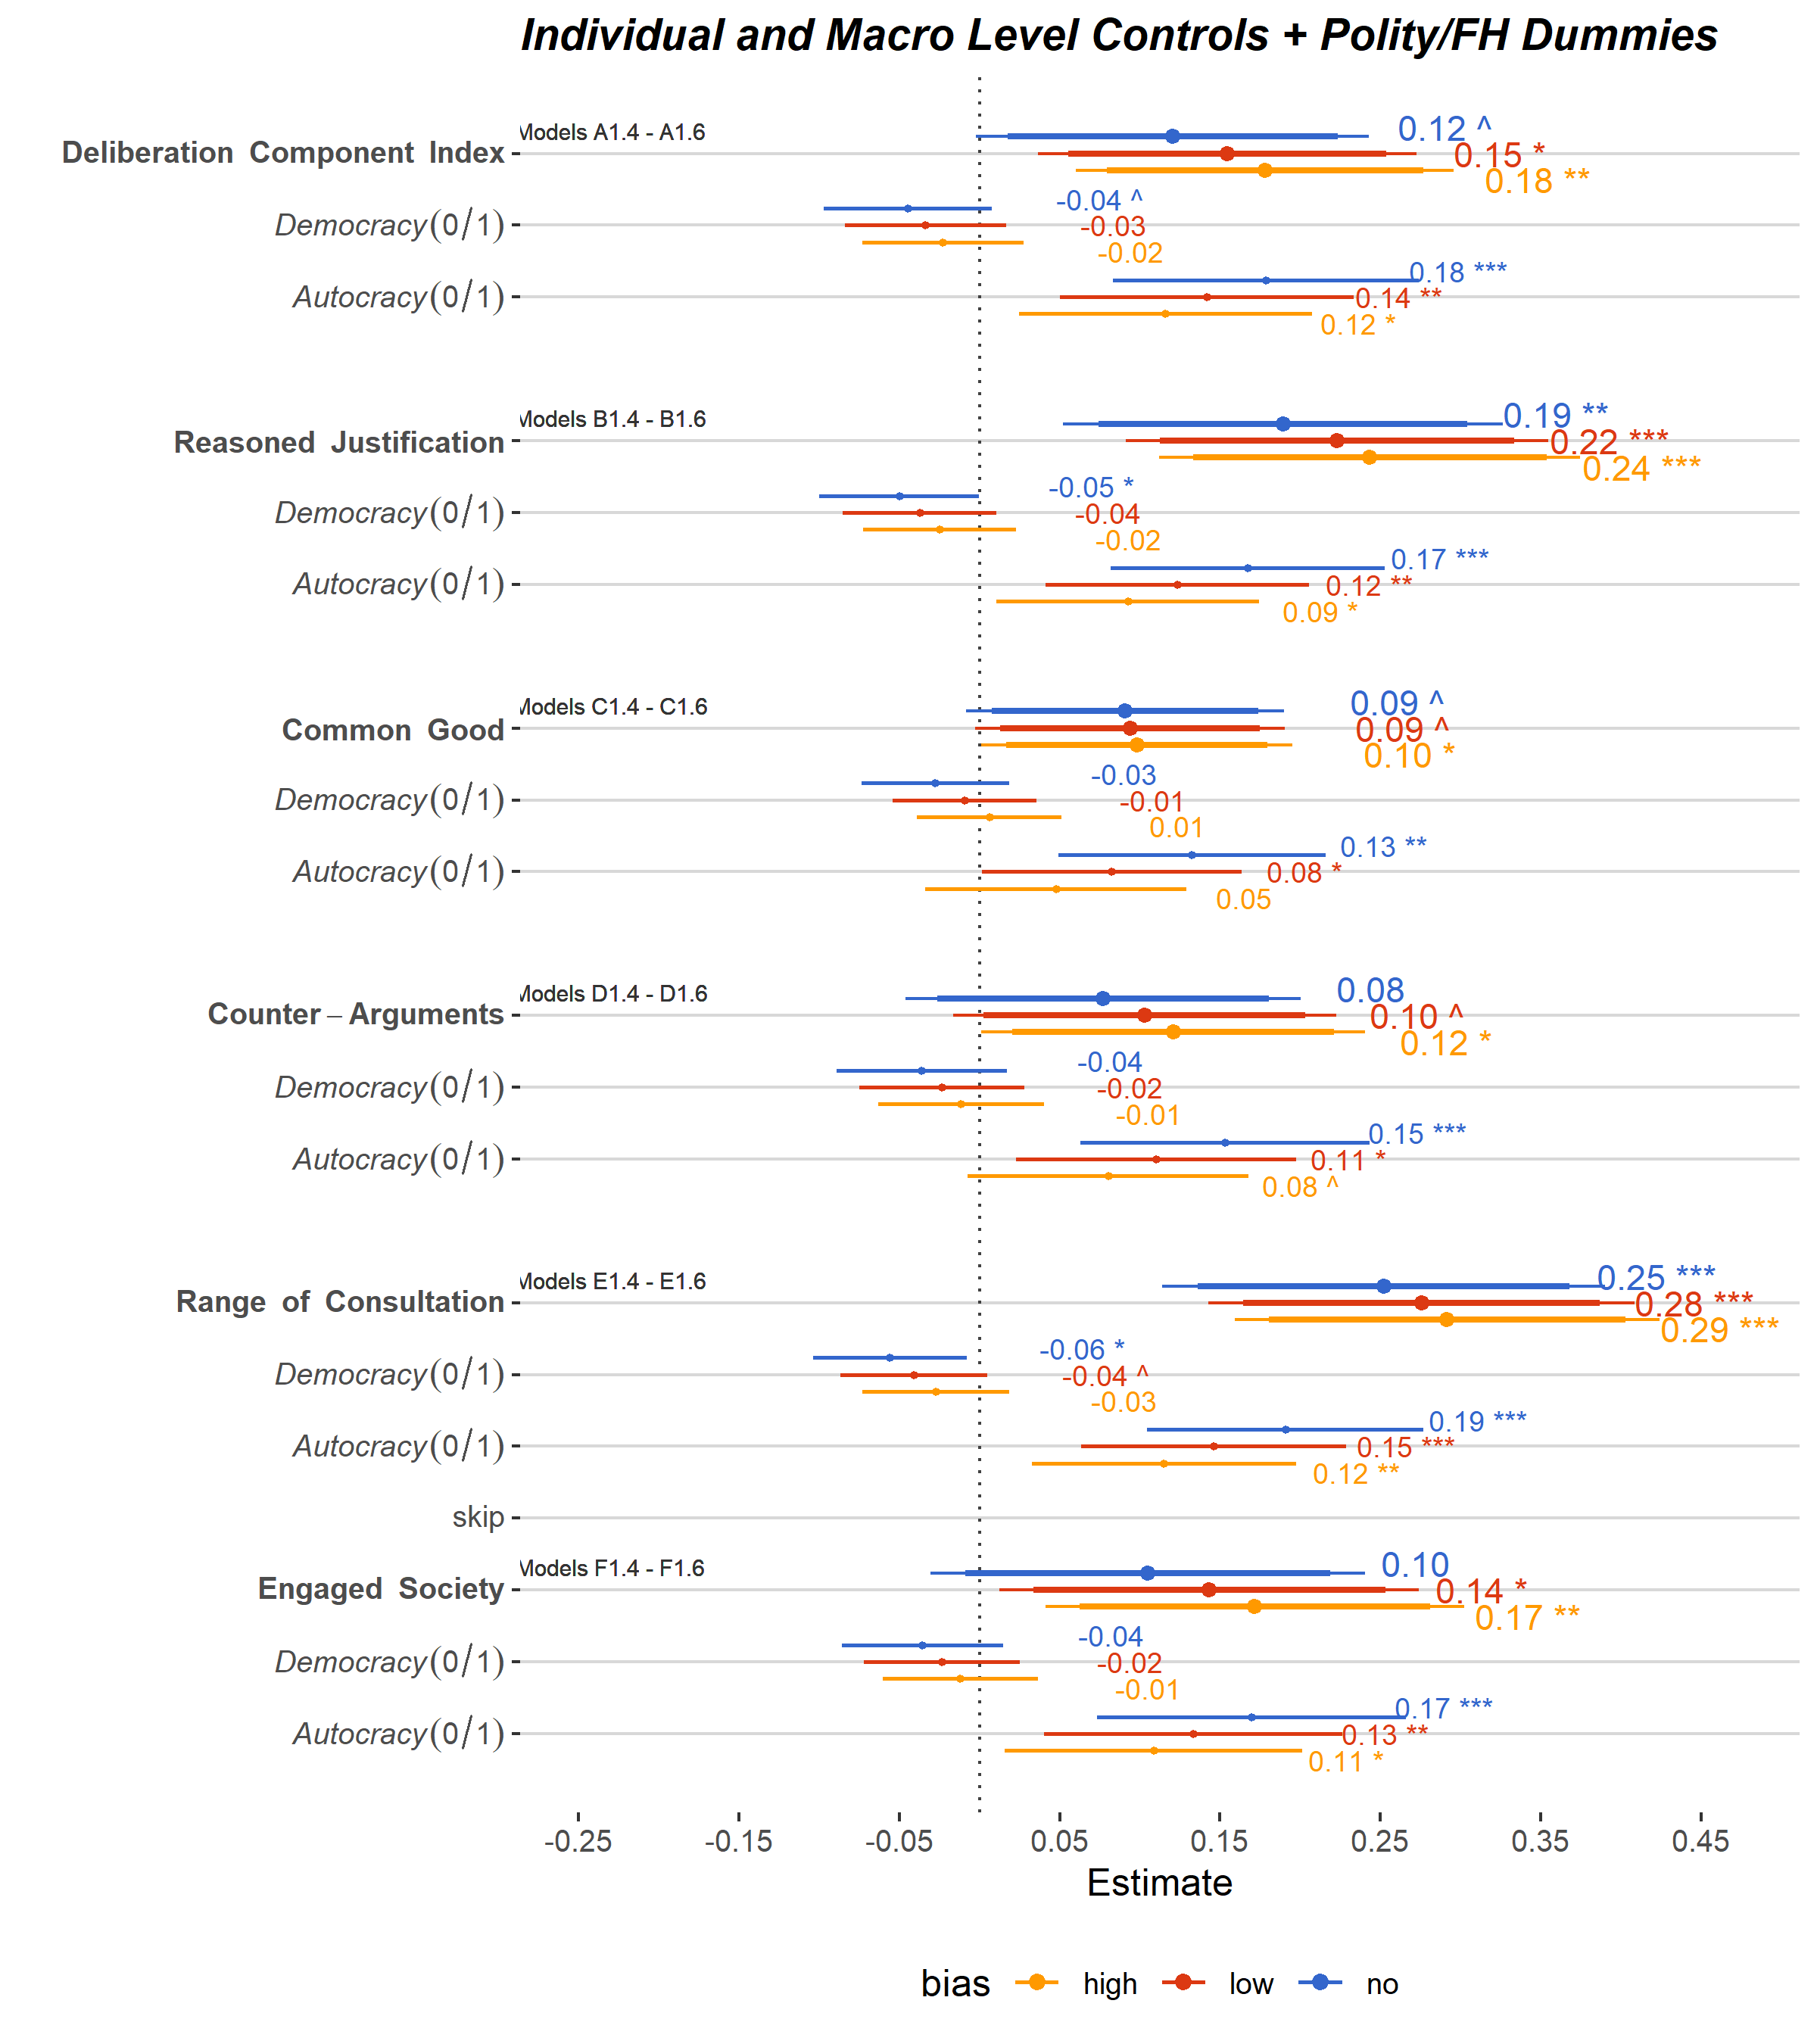 Individual and Macro Level Controls + Polity/FH Dummies
Models A1.4 - A1.6
0.12 ^
Deliberation Component Index
0.15 *
0.18 **
-0.04 ^
Democracy(0/1)
-0.03
-0.02
0.18 ***
Autocracy(0/1)
0.14 **
0.12 *
Models B1.4 - B1.6
0.19 **
Reasoned Justification
0.22 ***
0.24 ***
-0.05 *
Democracy(0/1)
-0.04
-0.02
0.17 ***
Autocracy(0/1)
0.12 **
0.09 *
Models C1.4 - C1.6
0.09 ^
Common Good
0.09 ^
0.10 *
-0.03
Democracy(0/1)
-0.01
0.01
0.13 **
Autocracy(0/1)
0.08 *
0.05
Models D1.4 - D1.6
0.08
Counter–Arguments
0.10 ^
0.12 *
-0.04
Democracy(0/1)
-0.02
-0.01
0.15 ***
Autocracy(0/1)
0.11 *
0.08 ^
Models E1.4 - E1.6
0.25 ***
Range of Consultation
0.28 ***
0.29 ***
-0.06 *
Democracy(0/1)
-0.04 ^
-0.03
0.19 ***
Autocracy(0/1)
0.15 ***
0.12 **
skip
Models F1.4 - F1.6
0.10
Engaged Society
0.14 *
0.17 **
-0.04
Democracy(0/1)
-0.02
-0.01
0.17 ***
Autocracy(0/1)
0.13 **
0.11 *
-0.25 -0.15 -0.05 0.05 0.15 0.25 0.35 0.45
Estimate
bias high low no